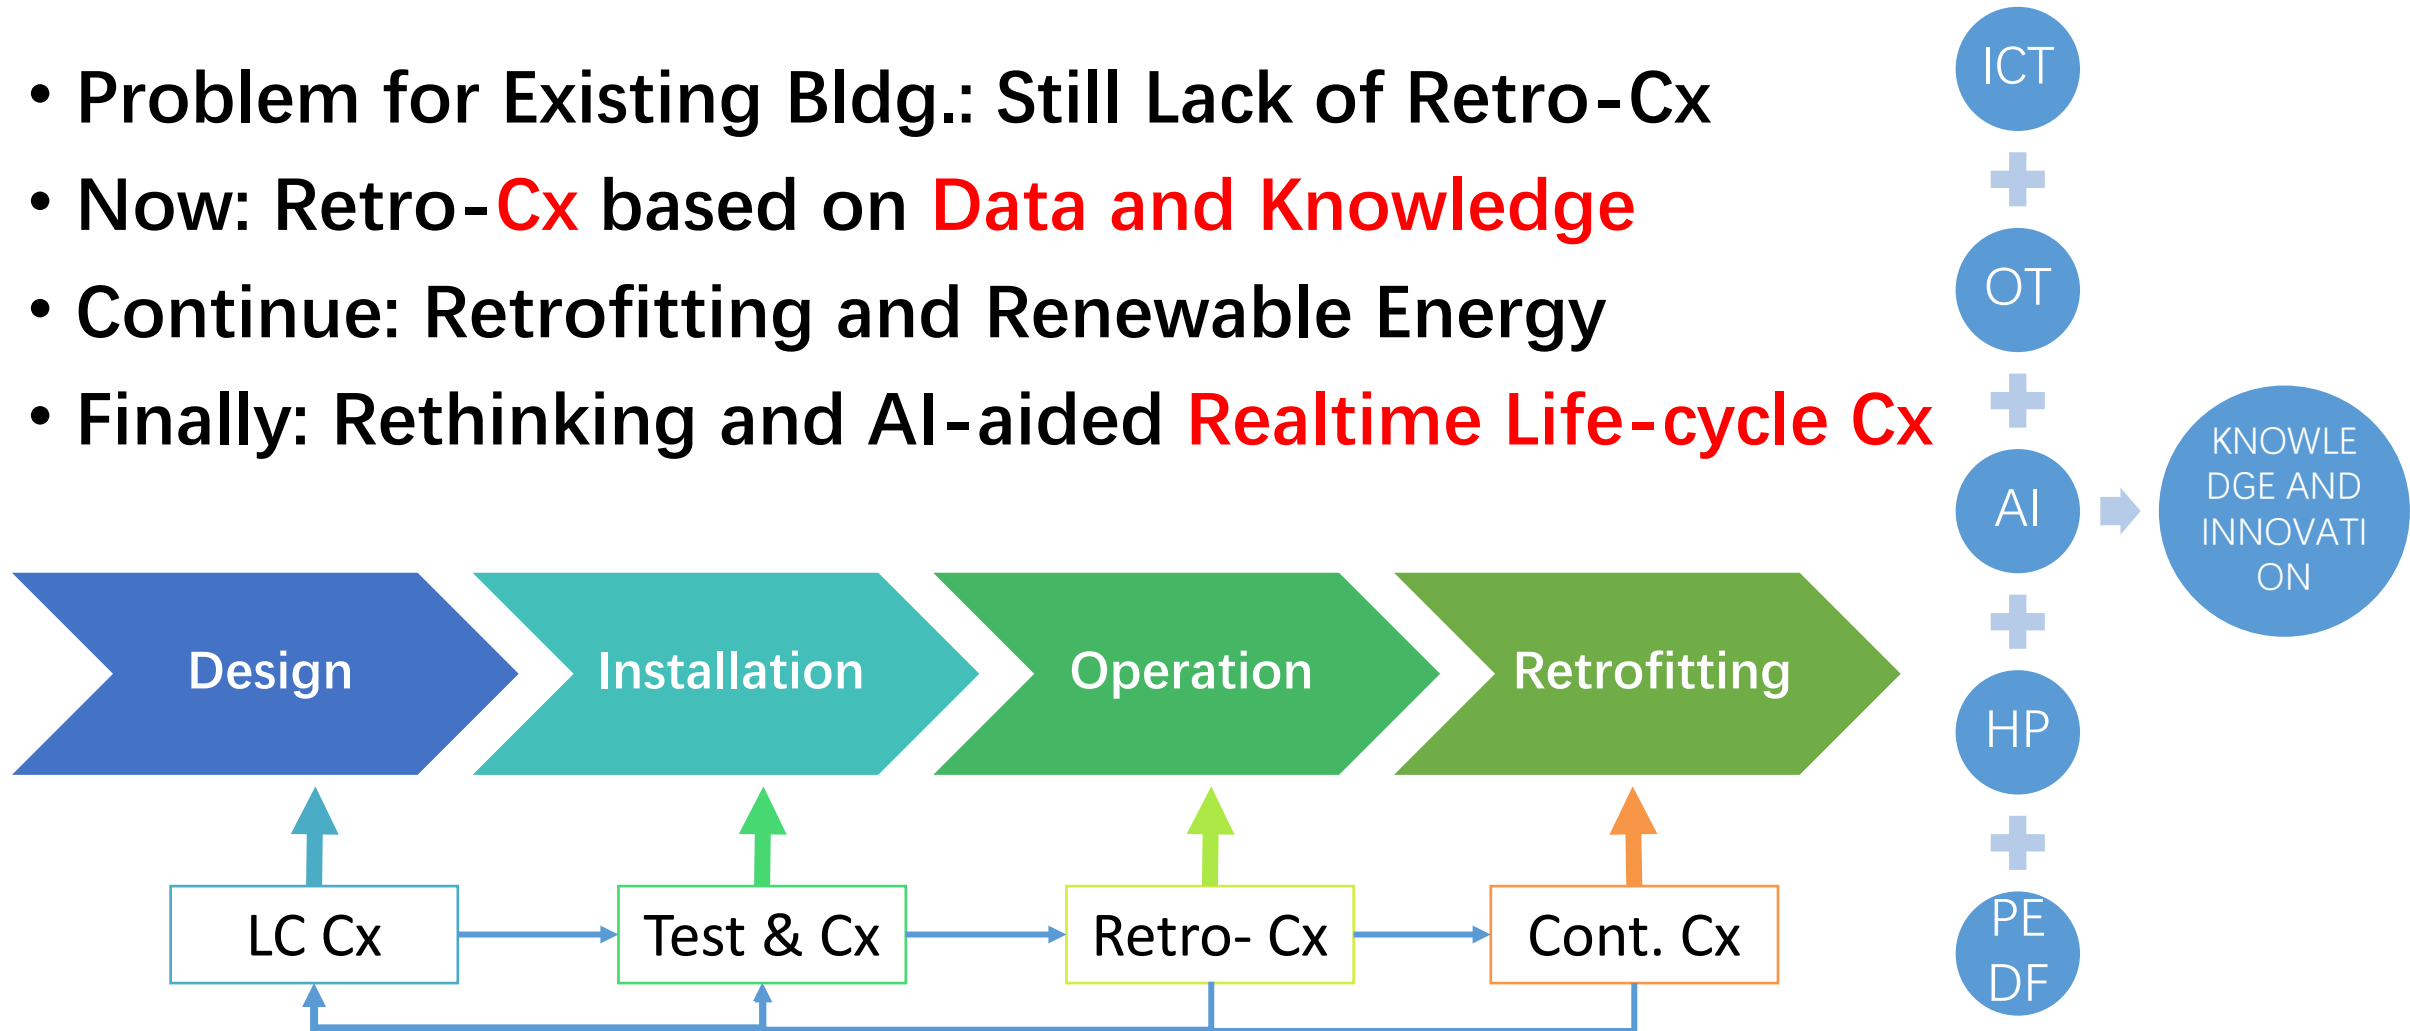 • Problem for Existing Bldg.: Still Lack of Retro-Cx
• Now: Retro-Cx based on Data and Knowledge
• Continue: Retrofitting and Renewable Energy
• Finally: Rethinking and AI-aided Realtime Life-cycle Cx
Design
Installation
Operation
Retrofitting
LC Cx
Test & Cx
Retro- Cx
Cont. Cx
ICT
OT
AI
HP
PE
DF
KNOWLE
DGE AND
INNOVATI
ON